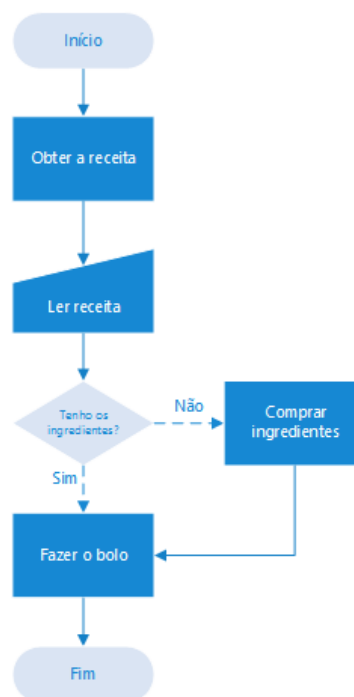 Início
Obter a receita
Ler receita
Tenho os
ingredientes?
Não
Comprar
ingredientes
Sim
Fazer o bolo
Fim